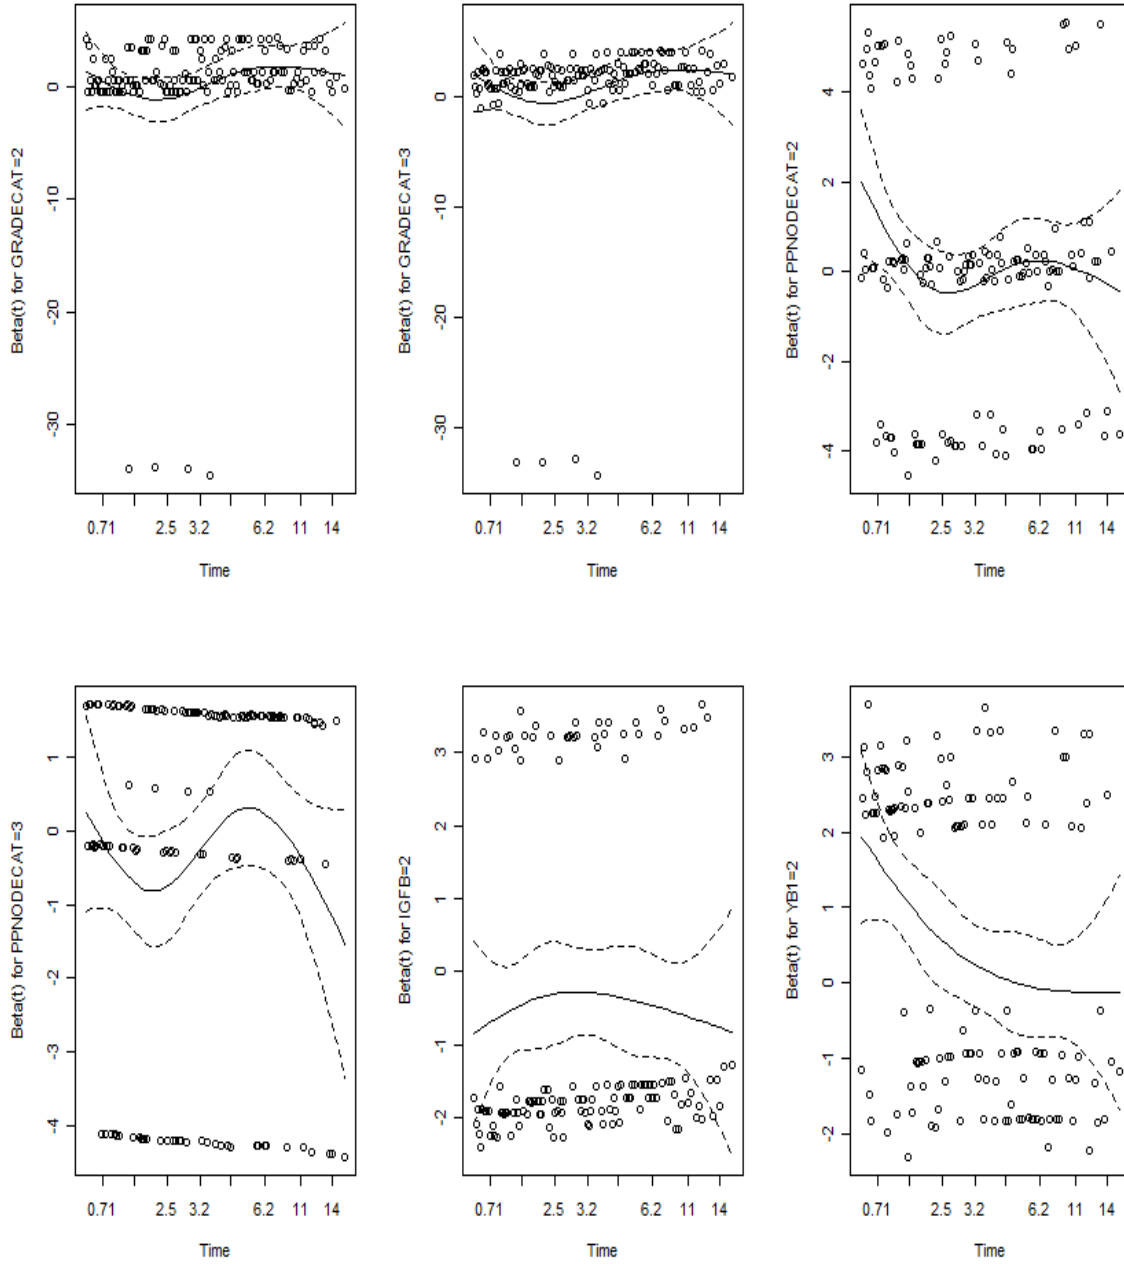 Beta(t) for GRADECAT=2
0
-10
-20
-30
0.71 2.5 3.2 6.2 11 14
Time
Beta(t) for GRADECAT=3
0
-10
-20
-30
0.71 2.5 3.2 6.2 11 14
Time
Beta(t) for PPNODECAT=2
4
2
0
-2
-4
0.71 2.5 3.2 6.2 11 14
Time
Beta(t) for PPNODECAT=3
1
0
-1
-2
-3
-4
0.71 2.5 3.2 6.2 11 14
Time
Beta(t) for IGFB=2
3
2
1
0
-1
-2
0.71 2.5 3.2 6.2 11 14
Time
Beta(t) for YB1=2
3
2
1
0
-1
-2
0.71 2.5 3.2 6.2 11 14
Time